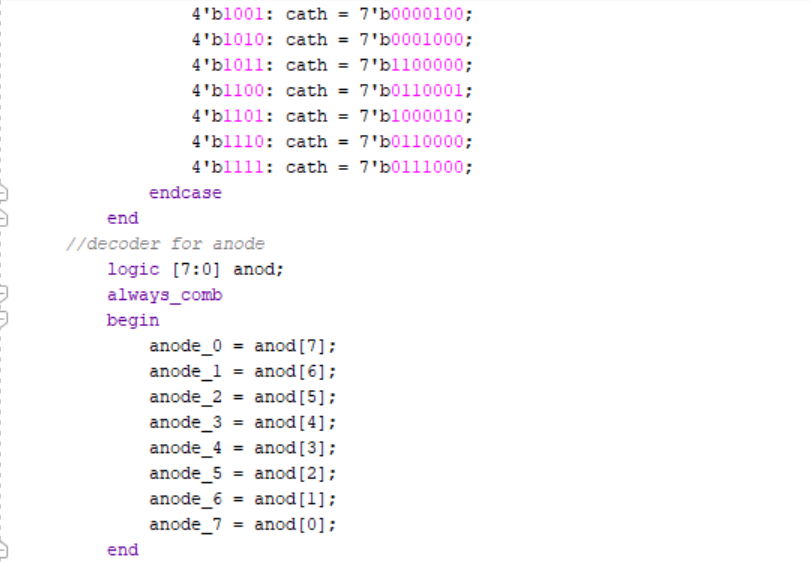 4'b1001: cath = 7'b0000100;
4'b1010: cath = 7'b0001000;
4'b1011: cath = 7'b1100000;
4'b1100: cath = 7'b0110001;
4'b1101: cath = 7'b1000010;
4'b1110: cath = 7'b0110000;
4'b1111: cath = 7'b0111000;
endcase
end
//decoder for anode
logic [7:0] anod;
always_comb
begin
anode_0 = anod[7];
anode_1 = anod[6];
anode_2 = anod[5];
anode_3 = anod[4];
anode_4 = anod[3];
anode_5 = anod[2];
anode_6 = anod[1];
anode_7 = anod[0];
end